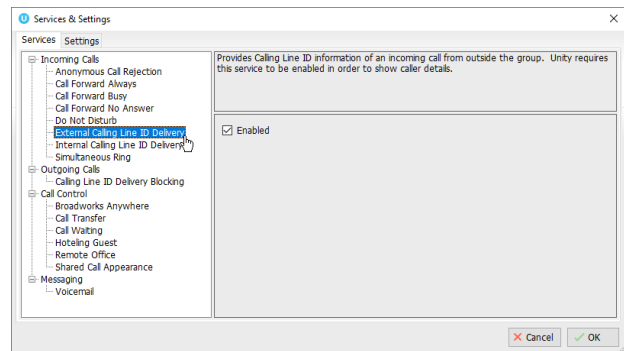 Services & Settings
Services Settings
Incoming Calls
Anonymous Call Rejection
Call Forward Always
Call Forward Busy
Call Forward No Answer
Do Not Disturb
External Calling Line ID Delivery
Internal Calling Line ID Delivery
Simultaneous Ring
Outgoing Calls
Calling Line ID Delivery Blocking
Call Control
Broadworks Anywhere
Call Transfer
Call Waiting
Hoteling Guest
Remote Office
Shared Call Appearance
Messaging
Voicemail
Provides Calling Line ID information of an incoming call from outside the group. Unity requires
this service to be enabled in order to show caller details.
Enabled
Cancel
OK